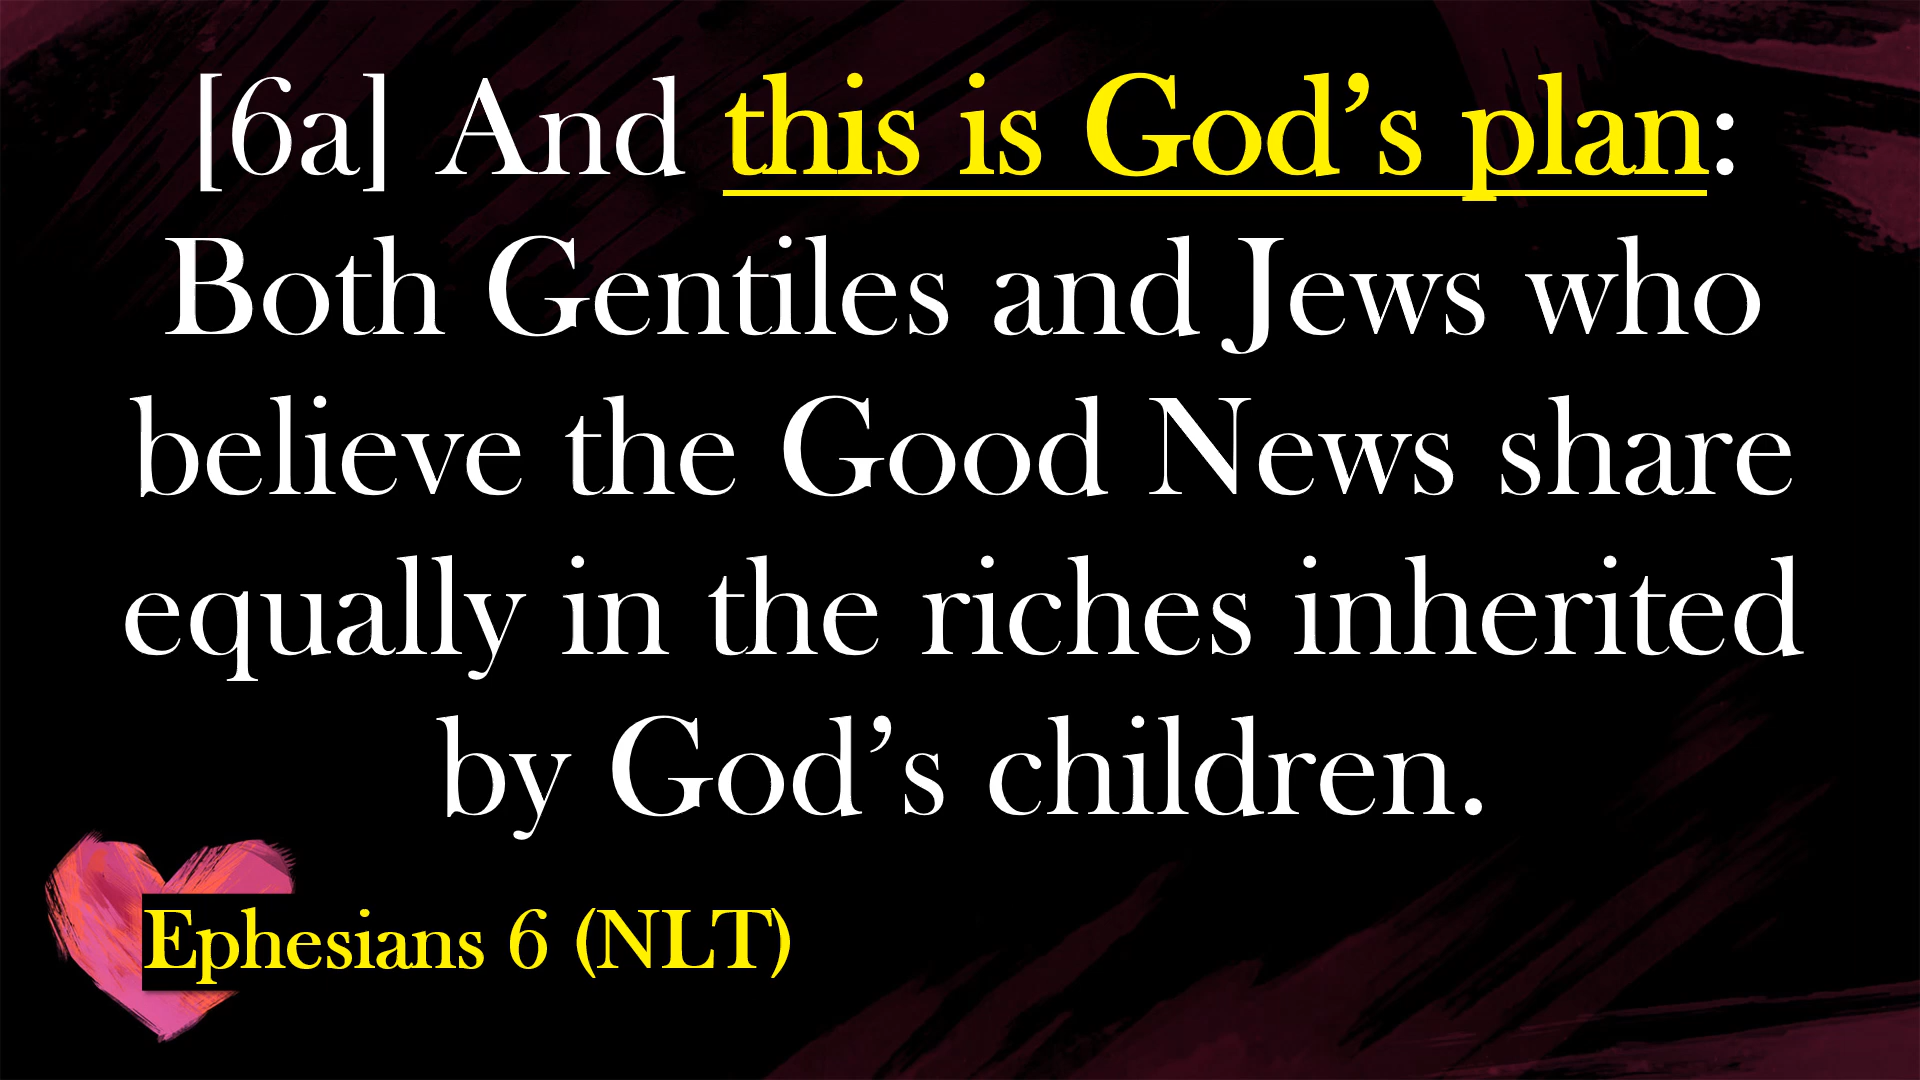 [6a] And this is God’s plan:
Both Gentiles and Jews who
believe the Good News share
equally in the riches inherited
by God’s children.
Ephesians 6 (NLT)